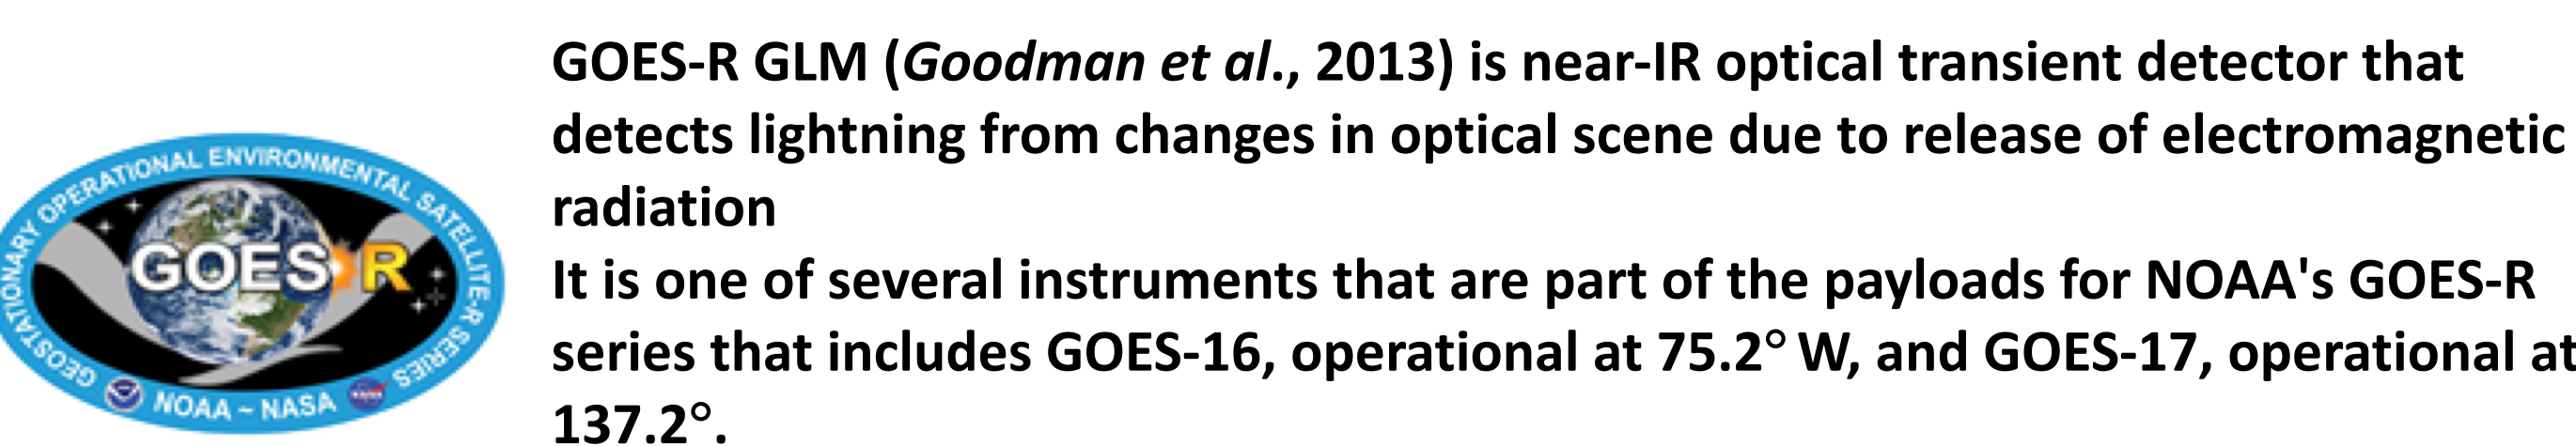 GEOSTATIONARY OPERATIONAL ENVIRONMENTAL SATELLITE-R SERIES
GOES R
NOAA ~ NASA
GOES-R GLM (Goodman et al., 2013) is near-IR optical transient detector that
detects lightning from changes in optical scene due to release of electromagnetic
radiation
It is one of several instruments that are part of the payloads for NOAA's GOES-R
series that includes GOES-16, operational at 75.2° W, and GOES-17, operational at
137.2°.